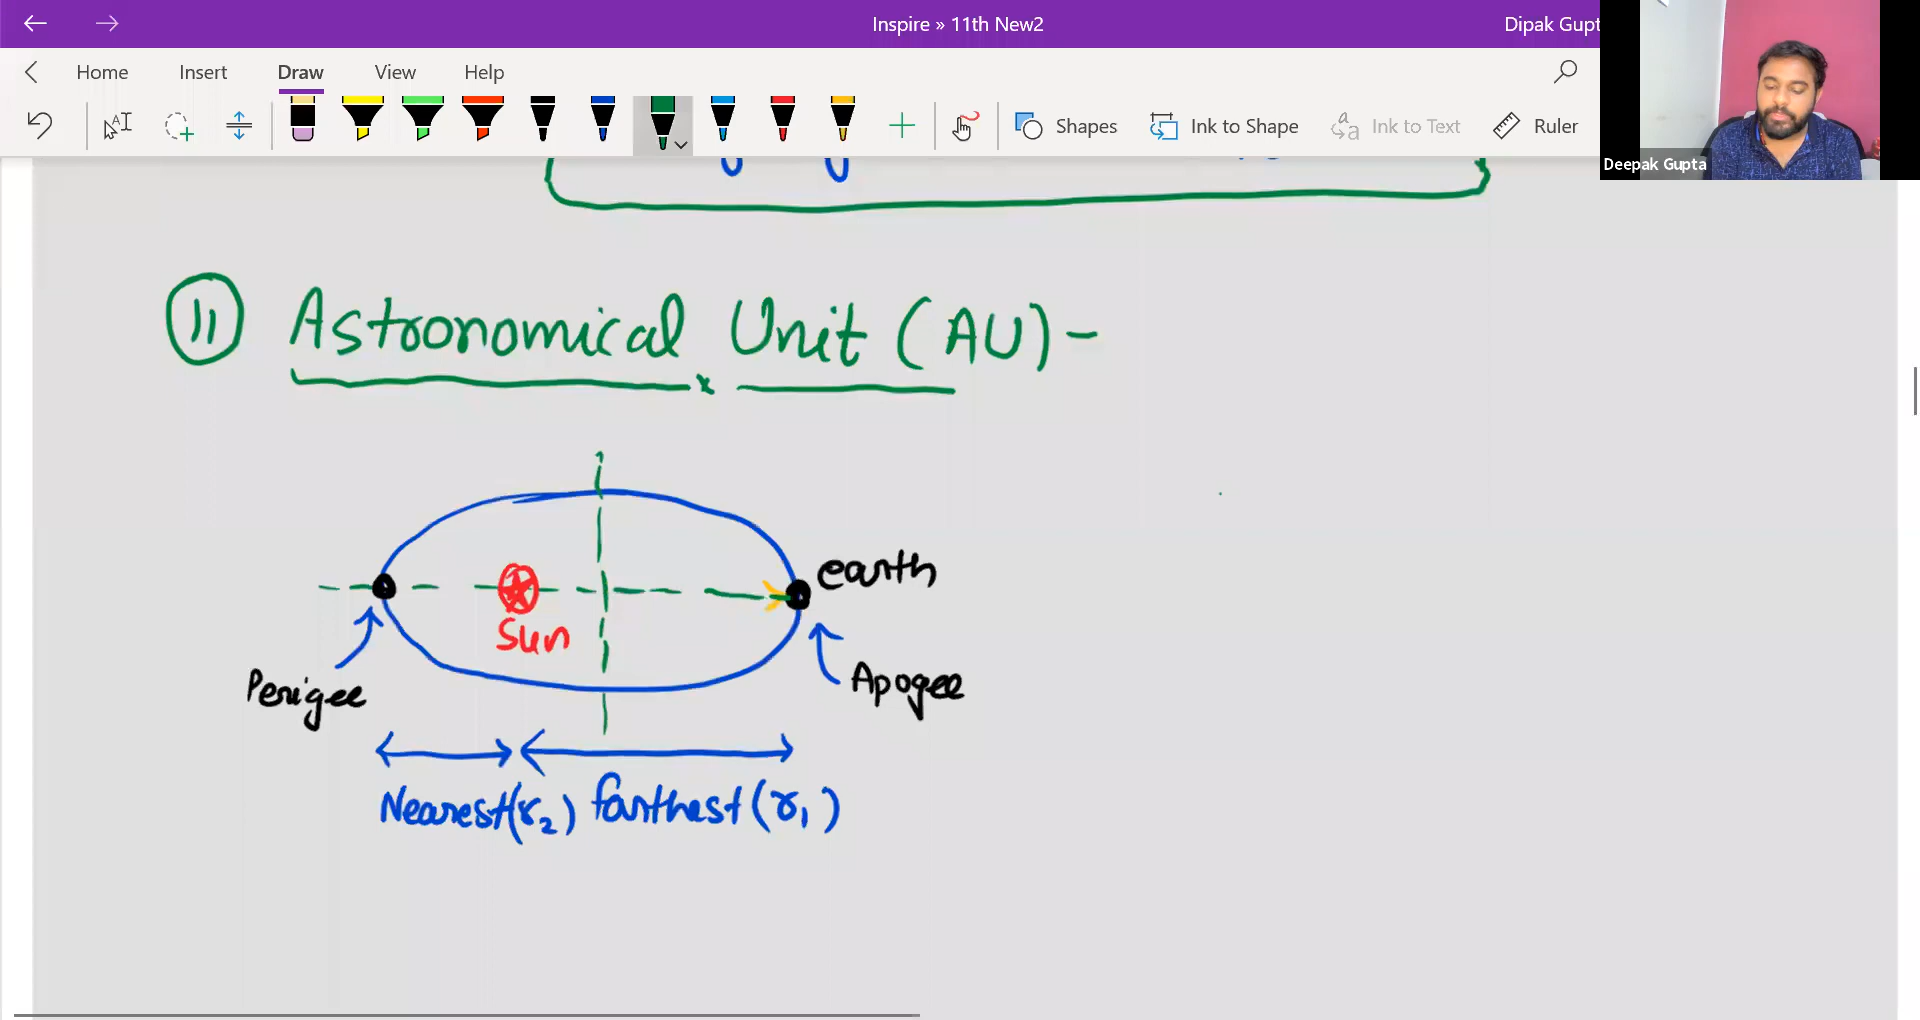 Inspire » 11th New2
Dipak Gupt
Home Insert Draw View Help
Shapes Ink to Shape Ink to Text Ruler
Deepak Gupta
11 Astronomical Unit (AU) -
earth
Sun
Perigee
Apogee
Nearest(r2) farthest (r1)